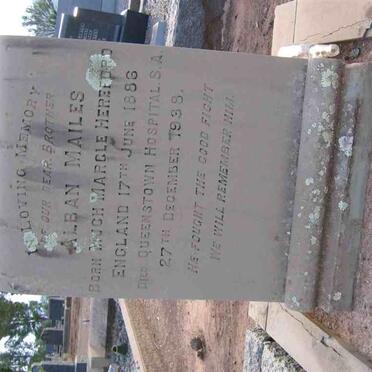 LOVING MEMORY
OF OUR DEAR BROTHER
ALBAN MAILES
BORN MUCH MARCLE HEREFORD
ENGLAND 17TH JUNE 1886
DIED QUEENSTOWN HOSPITAL S.A.
27TH DECEMBER 1938.
HE FOUGHT THE GOOD FIGHT
WE WILL REMEMBER HIM.